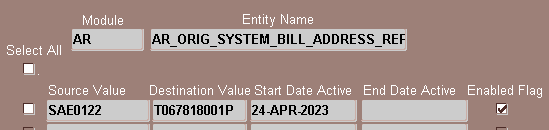 Module Entity Name
AR AR_ORIG_SYSTEM_BILL_ADDRESS_REF
Select All
Source Value Destination Value Start Date Active End Date Active Enabled Flag
SAE0122 T067818001P 24-APR-2023